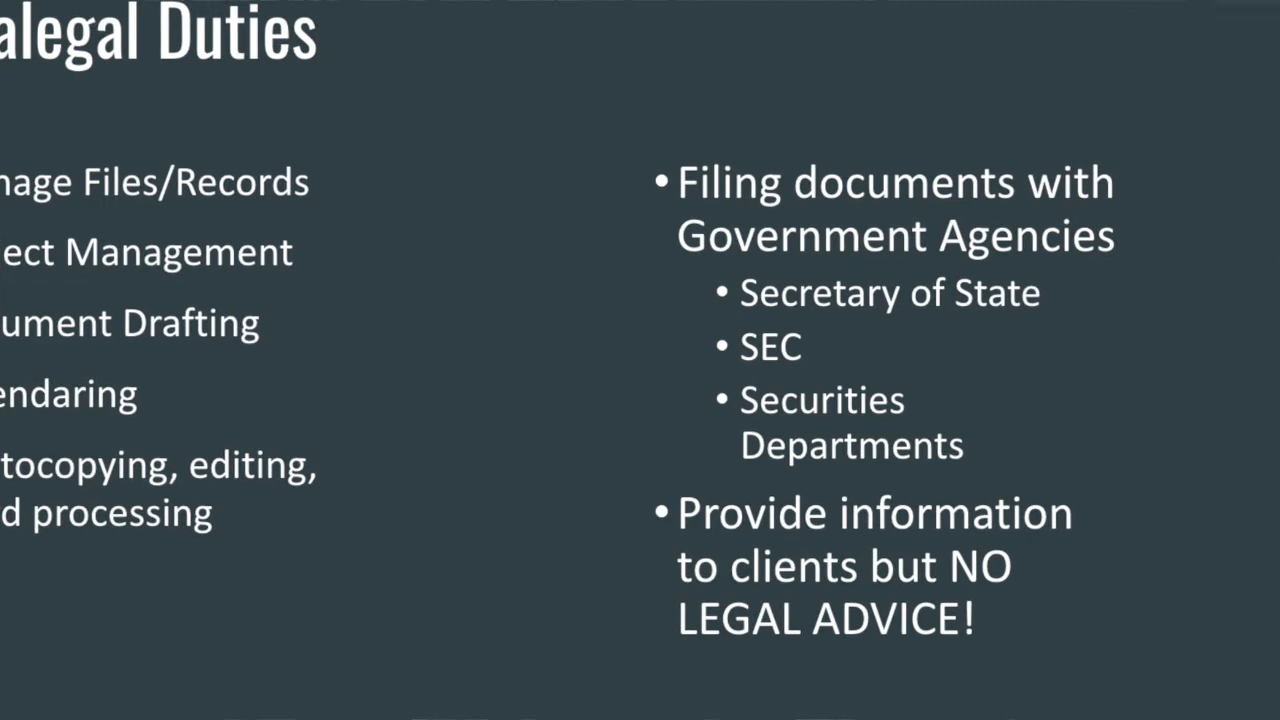 alegal Duties
nage Files/Records
ect Management
ument Drafting
endaring
tocopying, editing,
d processing
• Filing documents with
Government Agencies
• Secretary of State
• SEC
• Securities
Departments
• Provide information
to clients but NO
LEGAL ADVICE!